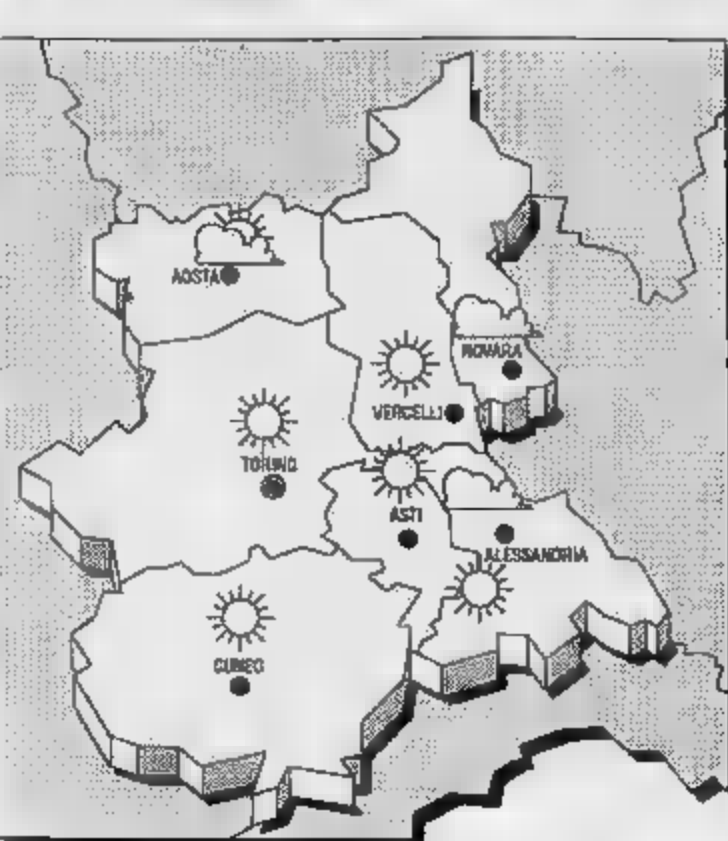 AOSTA
NOVARA
VERCELLI
TORINO
ASTI
ALESSANDRIA
CUNEO